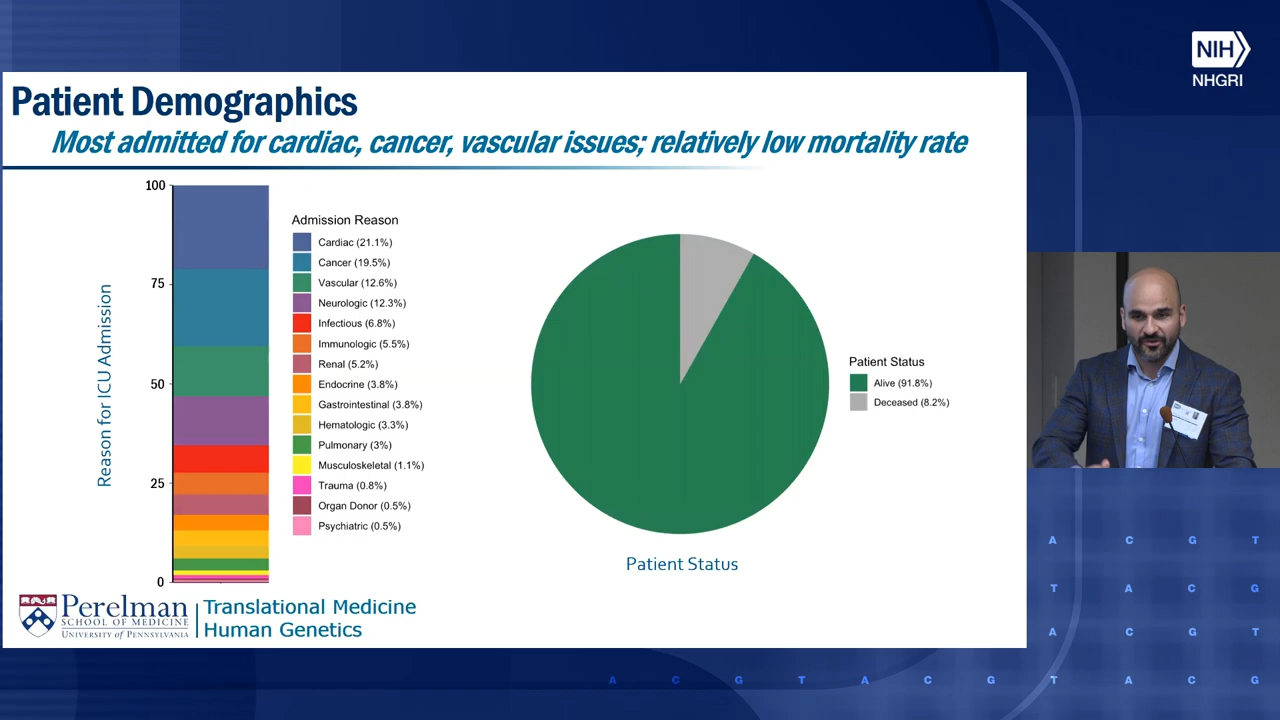 NIH
NHGRI
Patient Demographics
Most admitted for cardiac, cancer, vascular issues; relatively low mortality rate
100
75
50
25
0
Reason for ICU Admission
Admission Reason
Cardiac (21.1%)
Cancer (19.5%)
Vascular (12.6%)
Neurologic (12.3%)
Infectious (6.8%)
Immunologic (5.5%)
Renal (5.2%)
Endocrine (3.8%)
Gastrointestinal (3.8%)
Hematologic (3.3%)
Pulmonary (3%)
Musculoskeletal (1.1%)
Trauma (0.8%)
Organ Donor (0.5%)
Psychiatric (0.5%)
Patient Status
Alive (91.8%)
Deceased (8.2%)
Patient Status
Perelman
SCHOOL OF MEDICINE
UNIVERSITY of PENNSYLVANIA
Translational Medicine
Human Genetics
A C G T
T A C G
A C G T
A C G T A C G T A C G